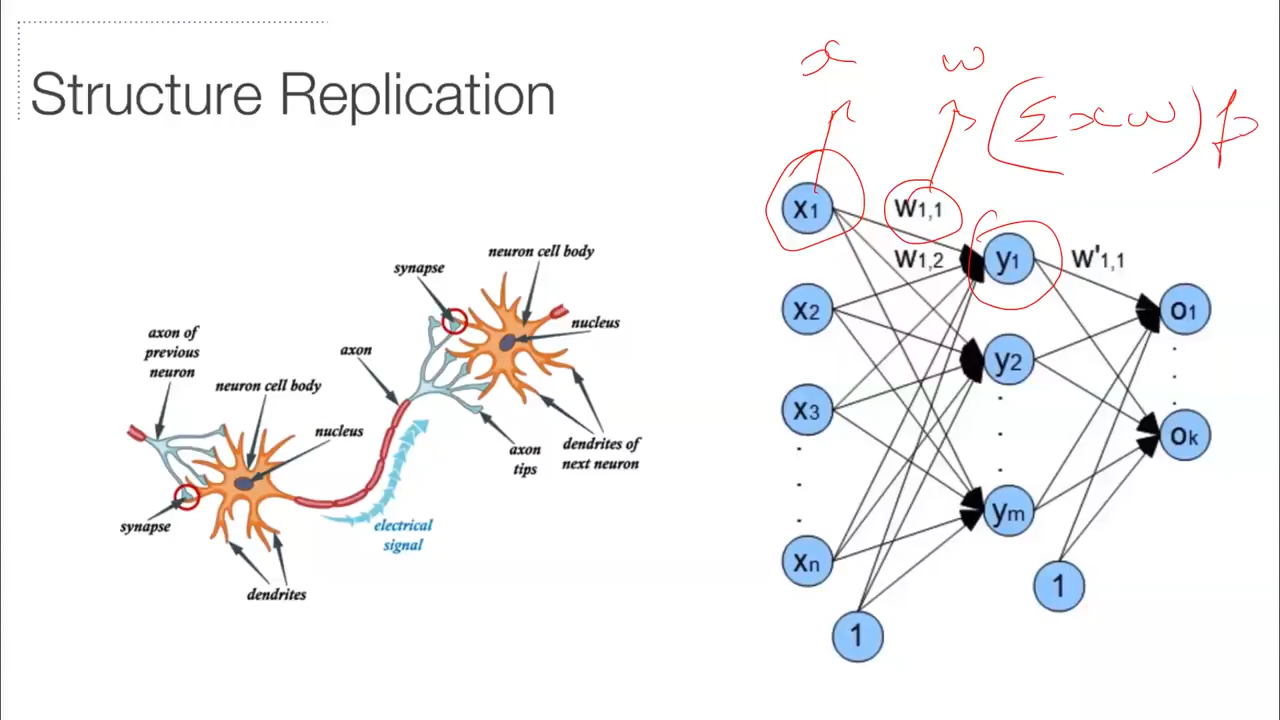 Structure Replication
x
w
(Σxw)
synapse
neuron cell body
nucleus
axon of
previous
neuron
axon
neuron cell body
nucleus
axon
tips
dendrites of
next neuron
synapse
electrical
signal
dendrites
x1
w1,1
w1,2
y1
w'1,1
x2
o1
y2
x3
ok
ym
xn
1
1